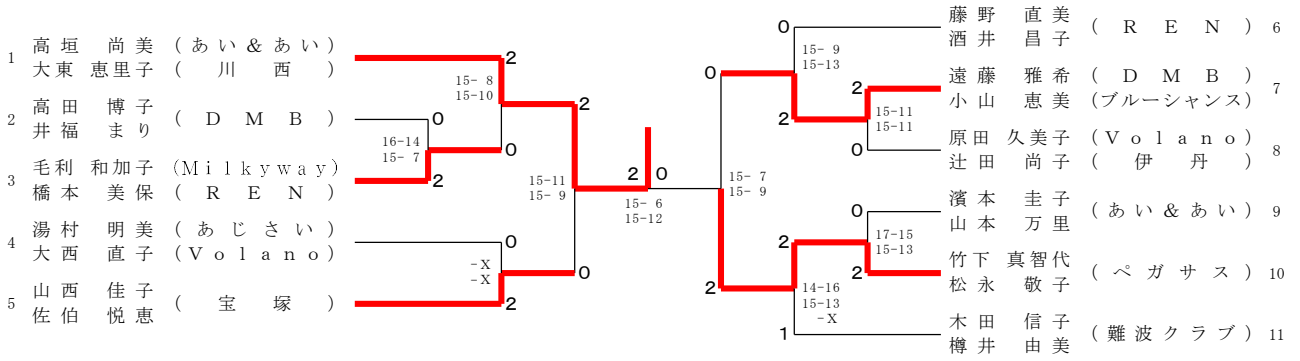 1 高垣 尚美 (あい&あい)
大東 恵里子 ( 川 西 )
2
15- 8
15-10
2 高田 博子 ( D M B )
井福 まり
0
2
16-14
15- 7
0
3 毛利 和加子 (Milkyway)
橋本 美保 ( R E N )
2
15-11
15- 9
4 湯村 明美 (あじさい)
大西 直子 (Volano)
0
-X
-X
0
5 山西 佳子 ( 宝 塚 )
佐伯 悦恵
2
2 0
15- 6
15-12
藤野 直美 ( R E N ) 6
酒井 昌子
0
15- 9
15-13
0
遠藤 雅希 ( D M B ) 7
小山 恵美 (ブルーシャンス)
2
2
15-11
15-11
原田 久美子 (Volano) 8
辻田 尚子 ( 伊 丹 )
0
15- 7
15- 9
濱本 圭子 (あい&あい) 9
山本 万里
0
2
17-15
15-13
竹下 真智代 (ペガサス) 10
松永 敬子
2
2
14-16
15-13
-X
木田 信子 (難波クラブ) 11
樽井 由美
1